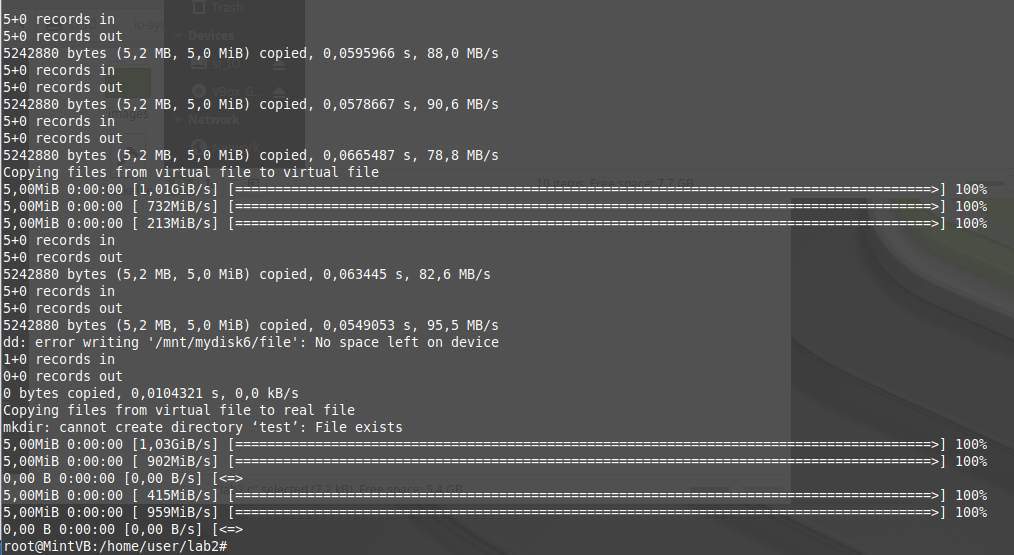 Trash
5+0 records in
5+0 records out
Devices
5242880 bytes (5,2 MB, 5,0 MiB) copied, 0,0595966 s, 88,0 MB/s
5+0 records in
5+0 records out
5242880 bytes (5,2 MB, 5,0 MiB) copied, 0,0578667 s, 90,6 MB/s
5+0 records in
Network
5+0 records out
5242880 bytes (5,2 MB, 5,0 MiB) copied, 0,0665487 s, 78,8 MB/s
Copying files from virtual file to virtual file
5,00MiB 0:00:00 [1,01GiB/s] [======================================================================================>] 100%
5,00MiB 0:00:00 [ 732MiB/s] [======================================================================================>] 100%
5,00MiB 0:00:00 [ 213MiB/s] [======================================================================================>] 100%
5+0 records in
5+0 records out
5242880 bytes (5,2 MB, 5,0 MiB) copied, 0,063445 s, 82,6 MB/s
5+0 records in
5+0 records out
5242880 bytes (5,2 MB, 5,0 MiB) copied, 0,0549053 s, 95,5 MB/s
dd: error writing '/mnt/mydisk6/file': No space left on device
1+0 records in
0+0 records out
0 bytes copied, 0,0104321 s, 0,0 kB/s
Copying files from virtual file to real file
mkdir: cannot create directory ‘test’: File exists
5,00MiB 0:00:00 [1,03GiB/s] [======================================================================================>] 100%
5,00MiB 0:00:00 [ 902MiB/s] [======================================================================================>] 100%
0,00 B 0:00:00 [0,00 B/s] [<=>
5,00MiB 0:00:00 [ 415MiB/s] [======================================================================================>] 100%
selected (7,2 kB), Free space: 5,4 GB
5,00MiB 0:00:00 [ 959MiB/s] [======================================================================================>] 100%
0,00 B 0:00:00 [0,00 B/s] [<=>
root@MintVB:/home/user/lab2#